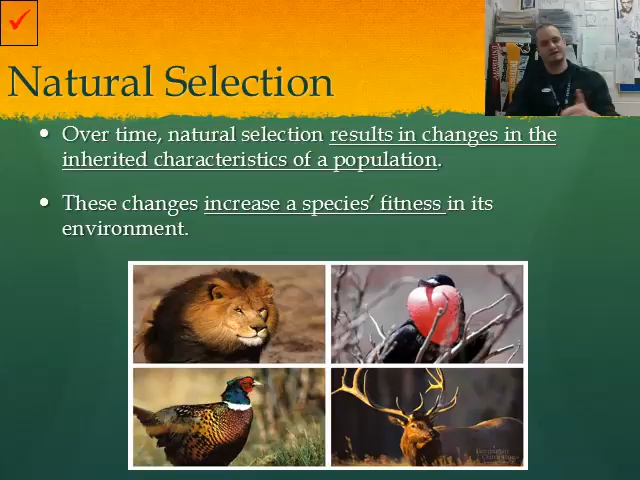 Natural Selection
• Over time, natural selection results in changes in the
inherited characteristics of a population.
• These changes increase a species’ fitness in its
environment.